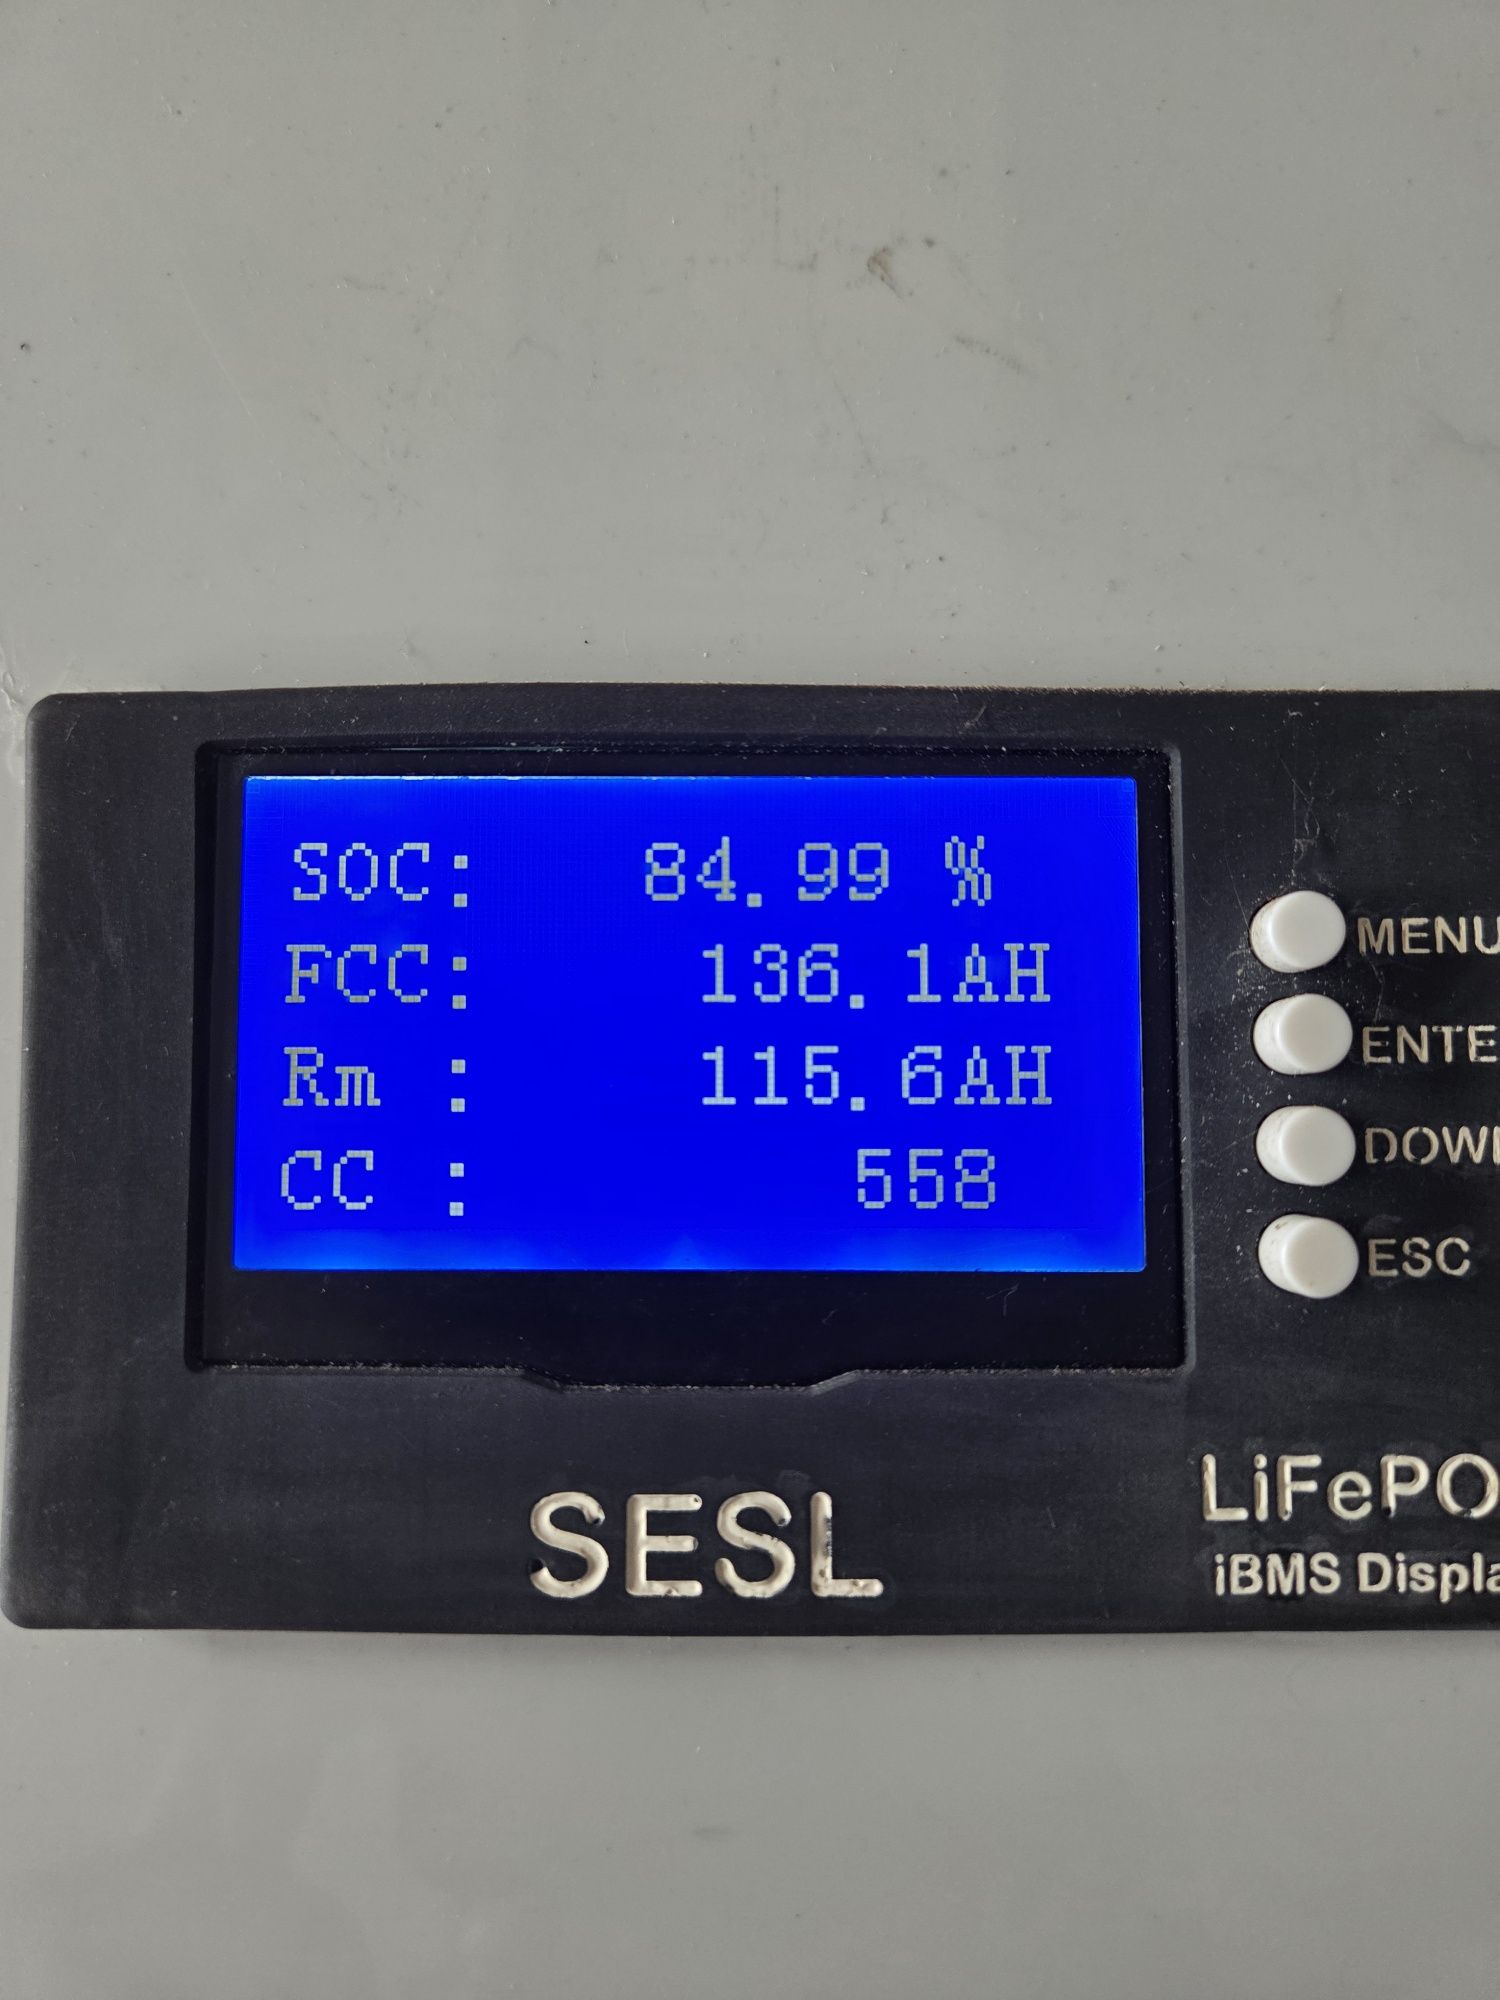 SOC: 84.99 %
FCC: 136.1AH
Rm : 115.6AH
CC : 558
MENU
ENTE
DOW
ESC
SESL
LiFePO
iBMS Displa